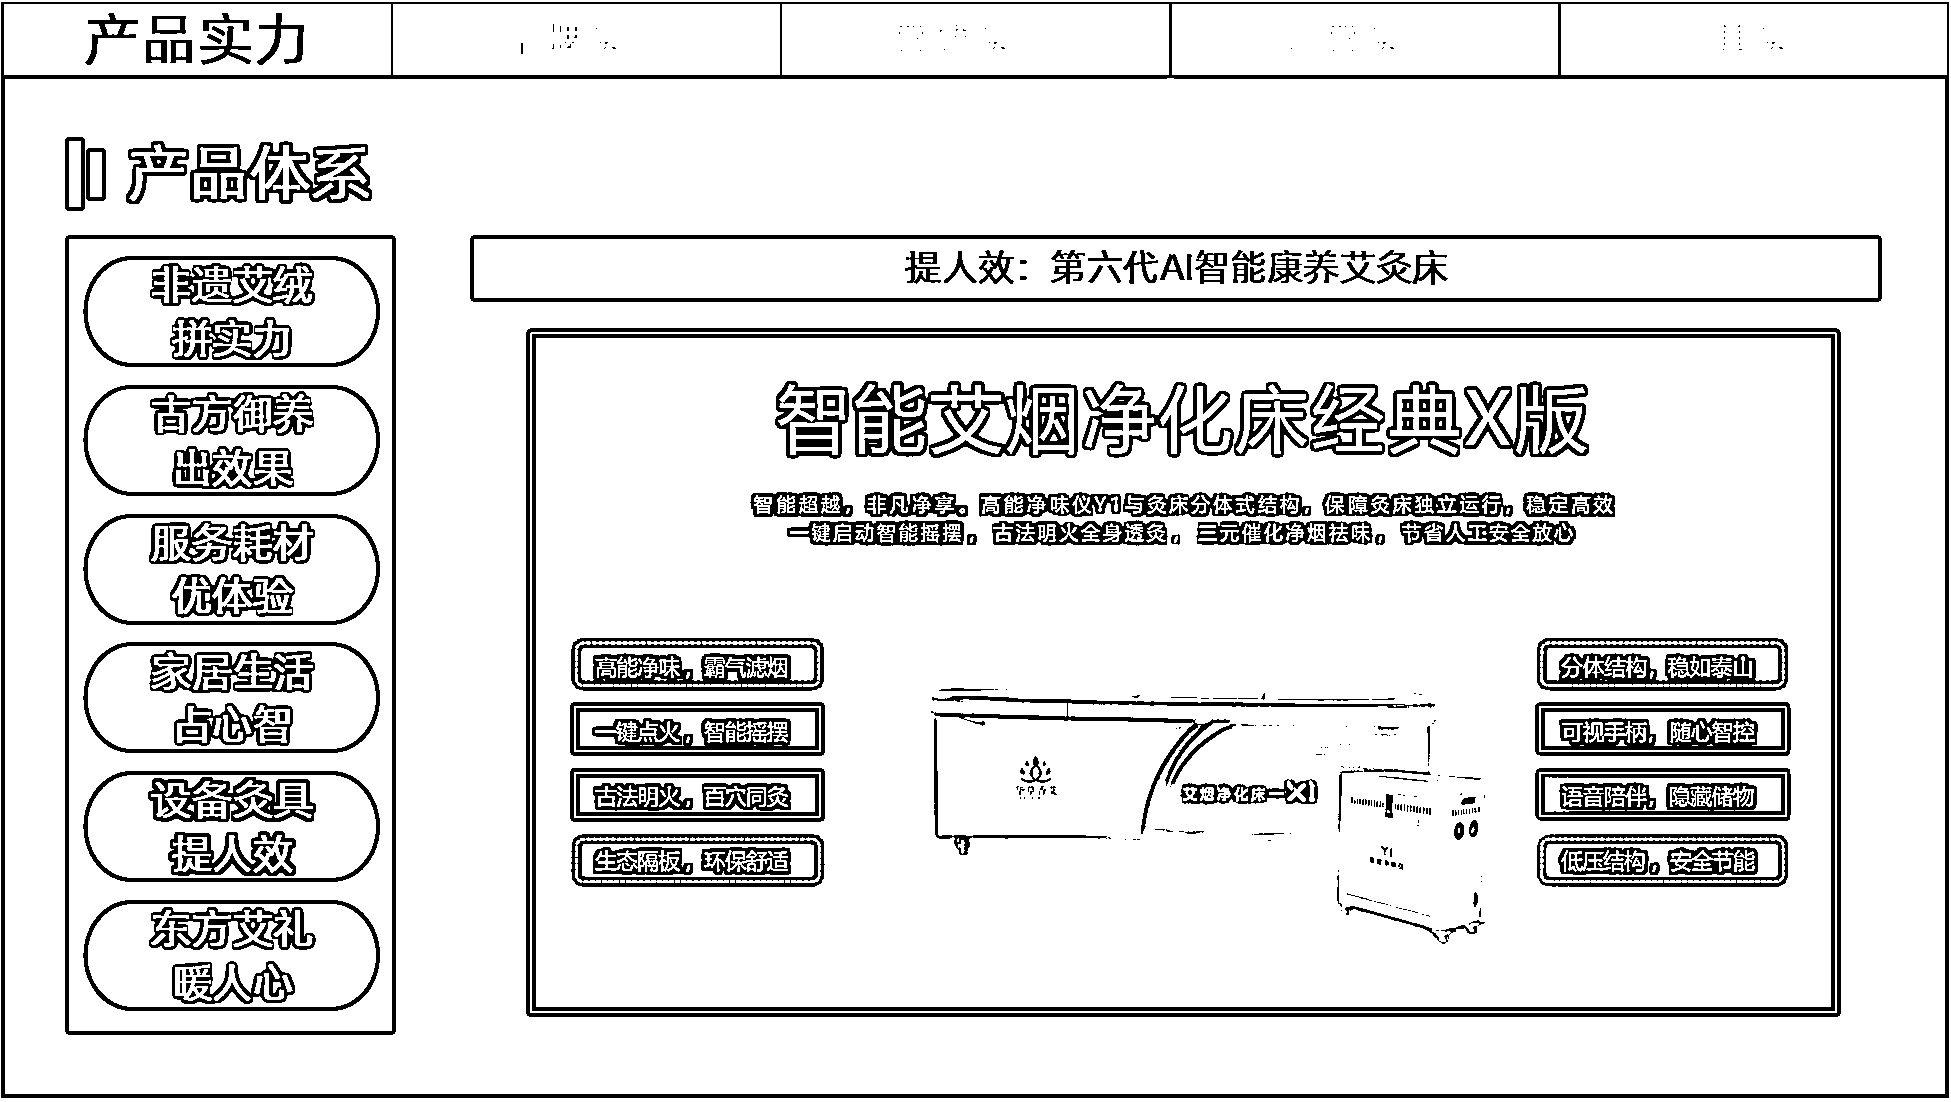 产品实力
产品体系
非遗艾绒
拼实力
古方御养
出效果
服务耗材
优体验
家居生活
占心智
设备灸具
提人效
东方艾礼
暖人心
提人效：第六代AI智能康养艾灸床
智能艾烟净化床经典X版
智能超越，非凡净享。高能净味仪Y1与灸床分体式结构，保障灸床独立运行，稳定高效
一键启动智能摇摆，古法明火全身透灸，三元催化净烟祛味，节省人工安全放心
高能净味，霸气滤烟
一键点火，智能摇摆
古法明火，百穴同灸
生态隔板，环保舒适
艾烟净化床—X1
Y1
分体结构，稳如泰山
可视手柄，随心智控
语音陪伴，隐藏储物
低压结构，安全节能